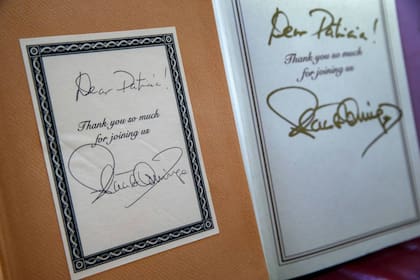 Dear Patricia!
Thank you so much
for joining us
Dear Patricia!
Thank you so much
for joining us